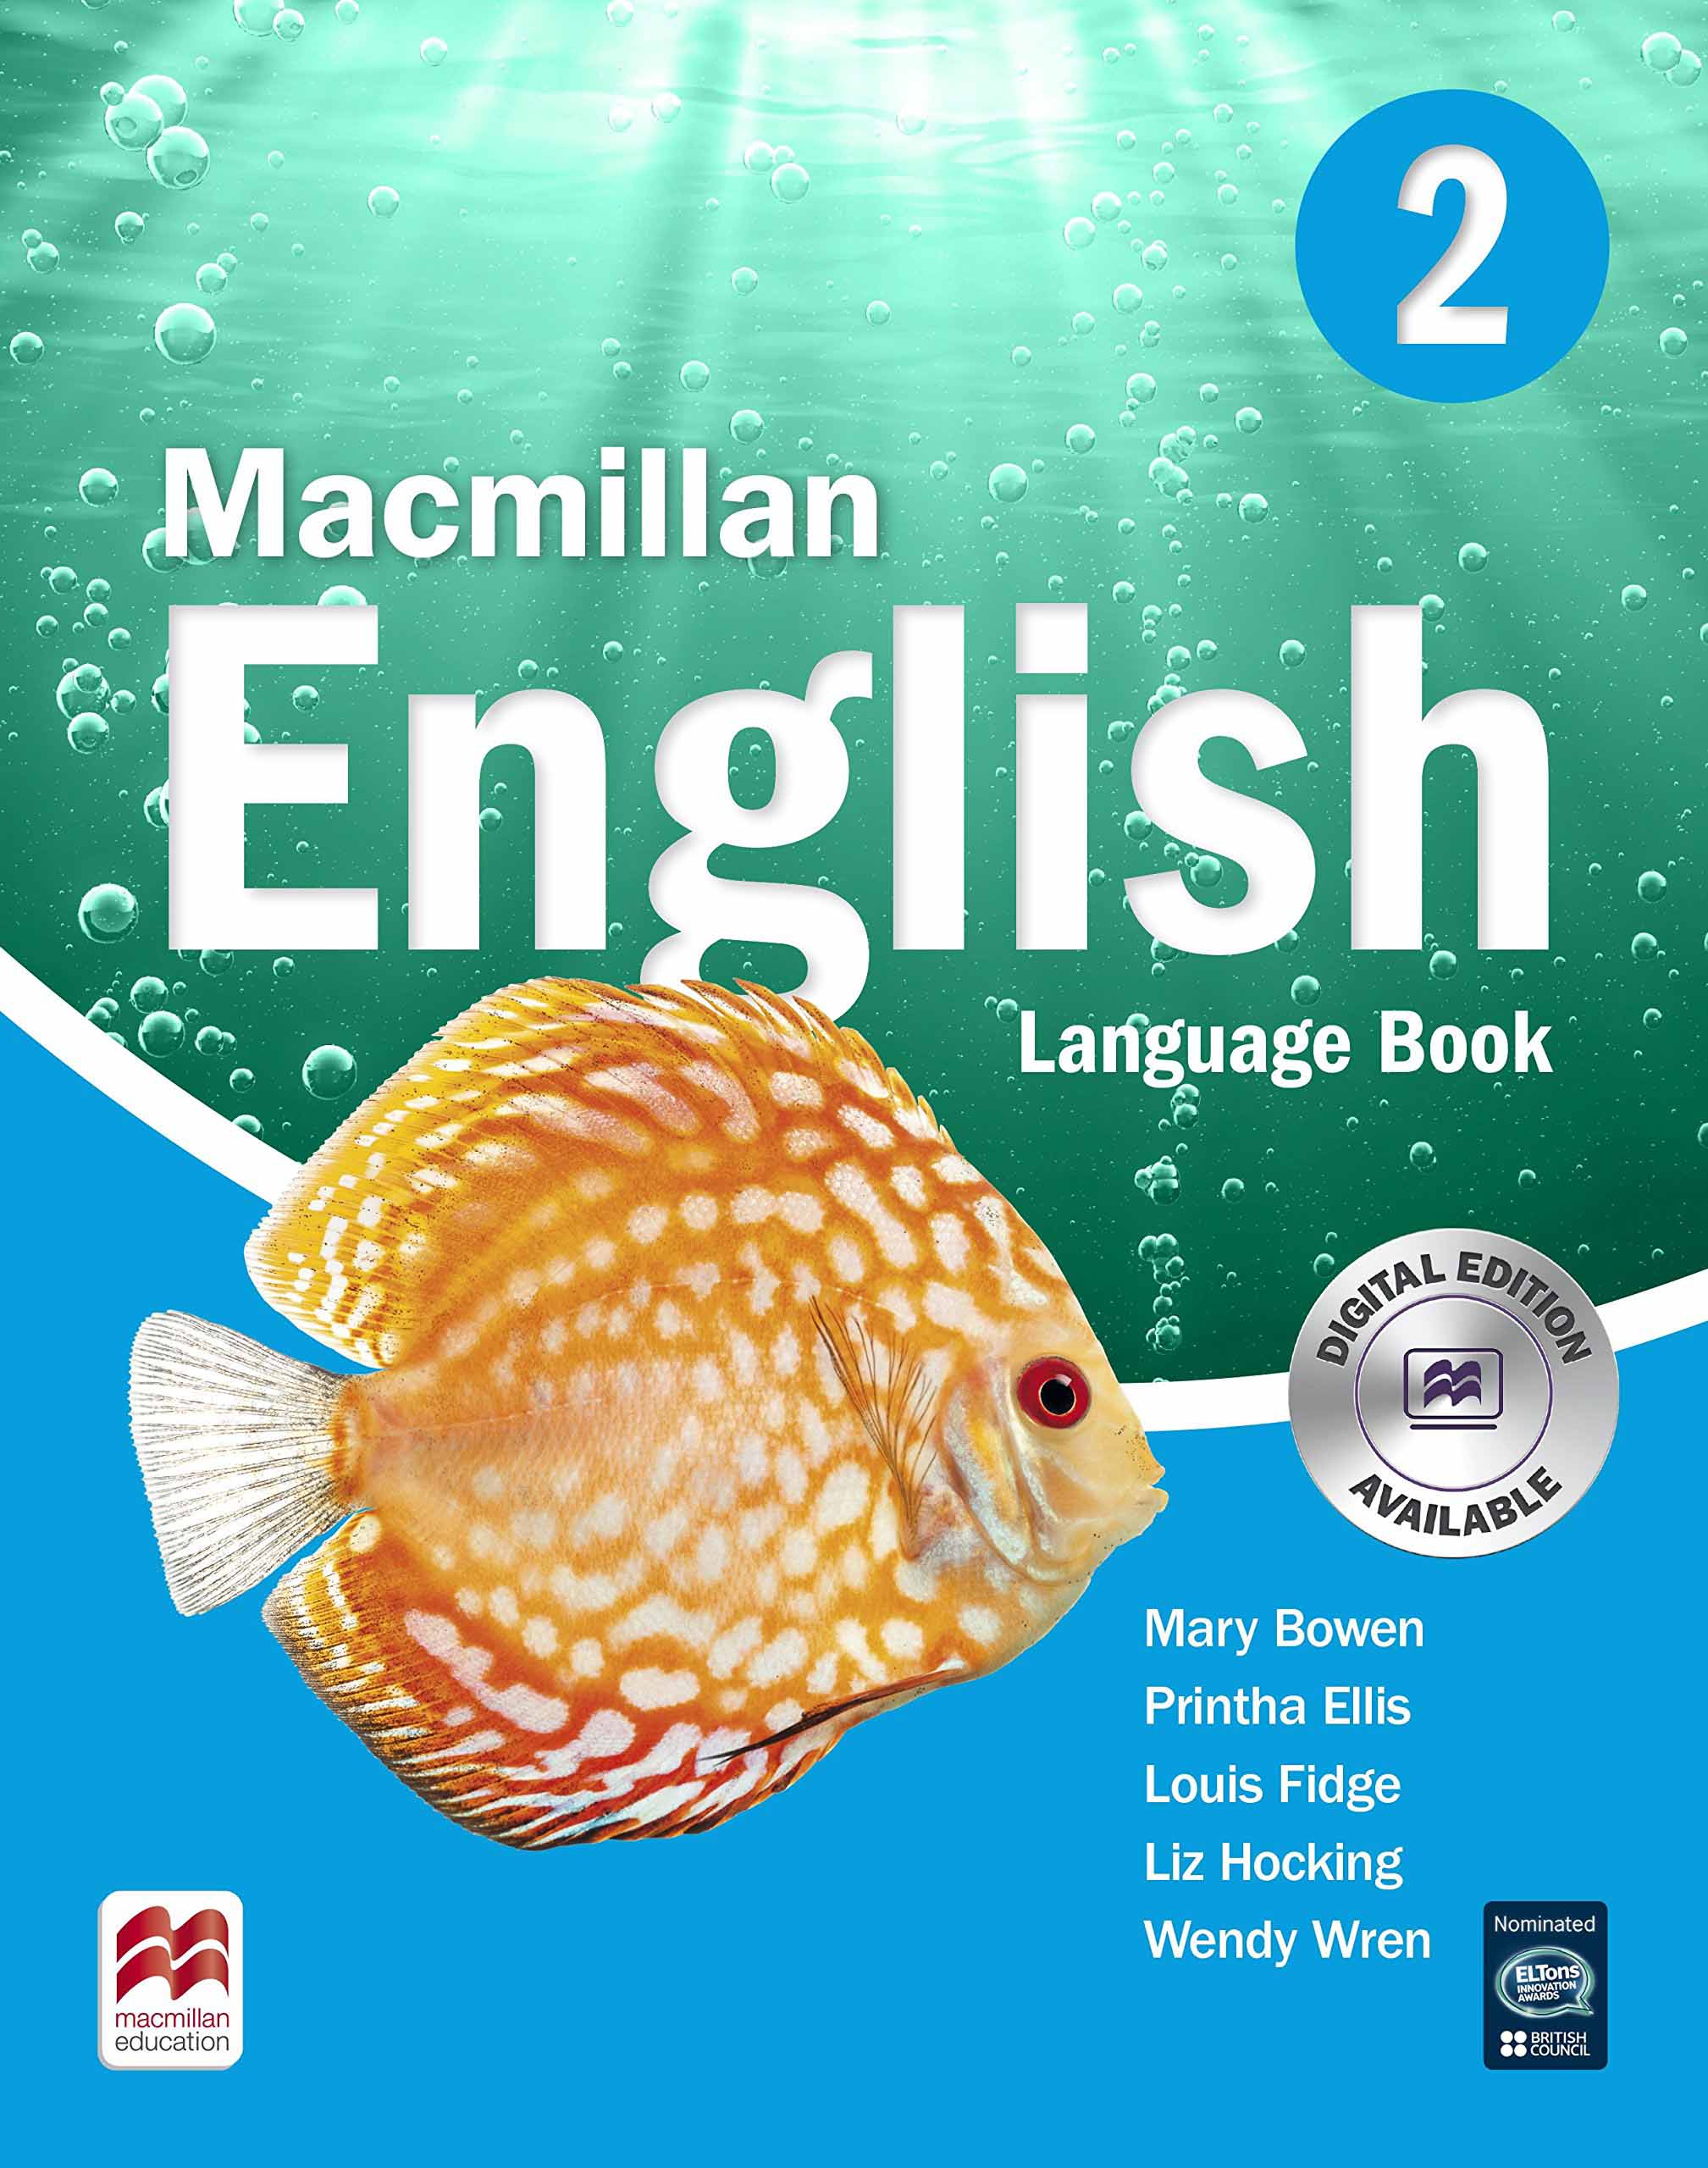 2
Macmillan
English
Language Book
DIGITAL EDITION
AVAILABLE
Mary Bowen
Printha Ellis
Louis Fidge
Liz Hocking
Wendy Wren
macmillan
education
Nominated
ELTons
INNOVATION
AWARDS
BRITISH
COUNCIL